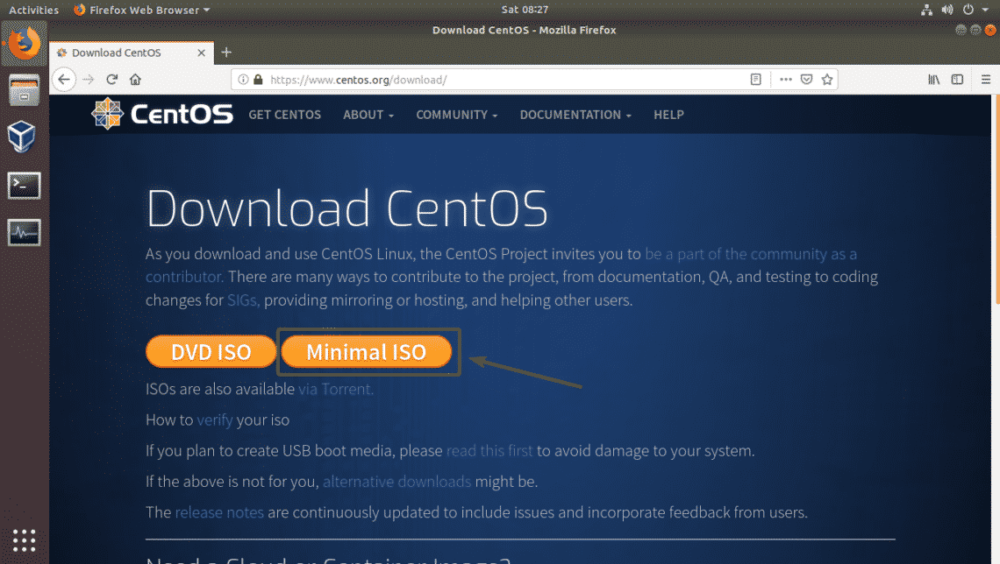 Activities Firefox Web Browser Sat 08:27
Download CentOS - Mozilla Firefox
Download CentOS
https://www.centos.org/download/
CentOS GET CENTOS ABOUT COMMUNITY DOCUMENTATION HELP
Download CentOS
As you download and use CentOS Linux, the CentOS Project invites you to be a part of the community as a
contributor. There are many ways to contribute to the project, from documentation, QA, and testing to coding
changes for SIGs, providing mirroring or hosting, and helping other users.
DVD ISO Minimal ISO
ISOs are also available via Torrent.
How to verify your iso
If you plan to create USB boot media, please read this first to avoid damage to your system.
If the above is not for you, alternative downloads might be.
The release notes are continuously updated to include issues and incorporate feedback from users.
Need a Cloud or Container Image?